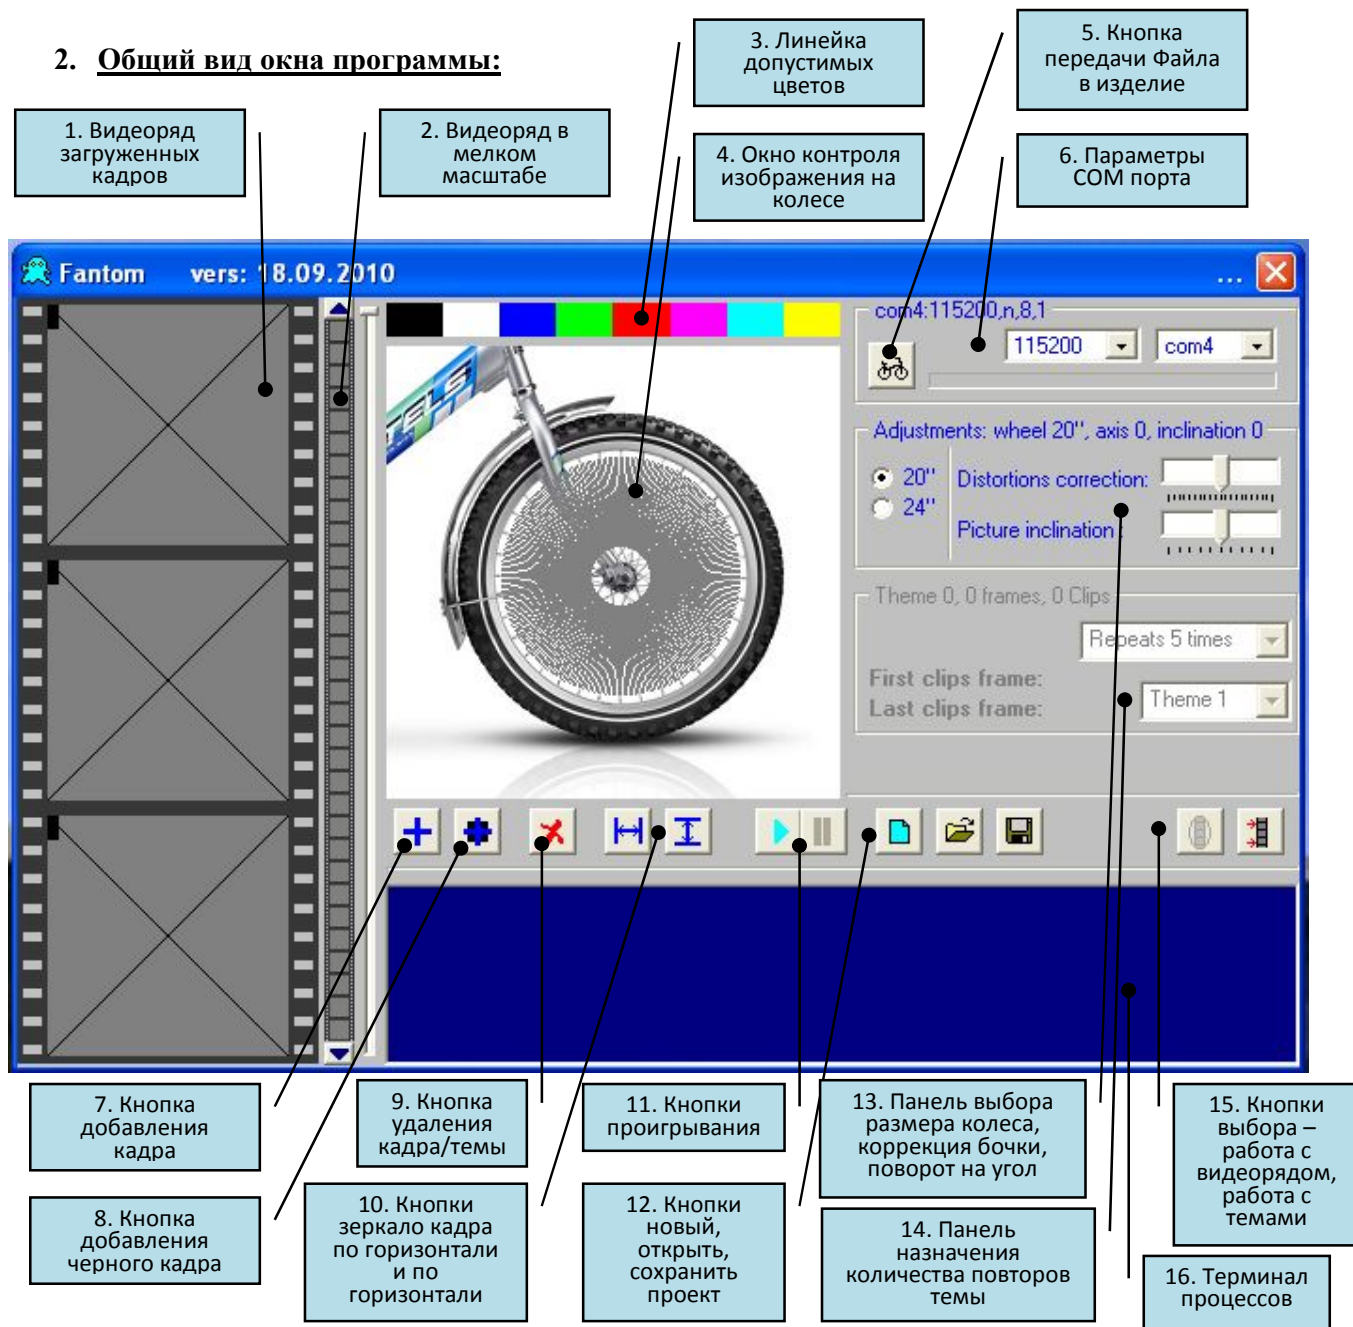 2. Общий вид окна программы:
3. Линейка
допустимых
цветов
5. Кнопка
передачи Файла
в изделие
1. Видеоряд
загруженных
кадров
2. Видеоряд в
мелком
масштабе
4. Окно контроля
изображения на
колесе
6. Параметры
COM порта
Fantom vers: 18.09.2010 ...
com4:115200,n,8,1
115200 com4
TELS
Adjustments: wheel 20'', axis 0, inclination 0
20'' Distortions correction:
24''
Picture inclination:
Theme 0, 0 frames, 0 Clips
Repeats 5 times
First clips frame:
Last clips frame:
Theme 1
7. Кнопка
добавления
кадра
9. Кнопка
удаления
кадра/темы
11. Кнопки
проигрывания
13. Панель выбора
размера колеса,
коррекция бочки,
поворот на угол
15. Кнопки
выбора –
работа с
видеорядом,
работа с
темами
8. Кнопка
добавления
черного кадра
10. Кнопки
зеркало кадра
по горизонтали
и по
горизонтали
12. Кнопки
новый,
открыть,
сохранить
проект
14. Панель
назначения
количества повторов
темы
16. Терминал
процессов